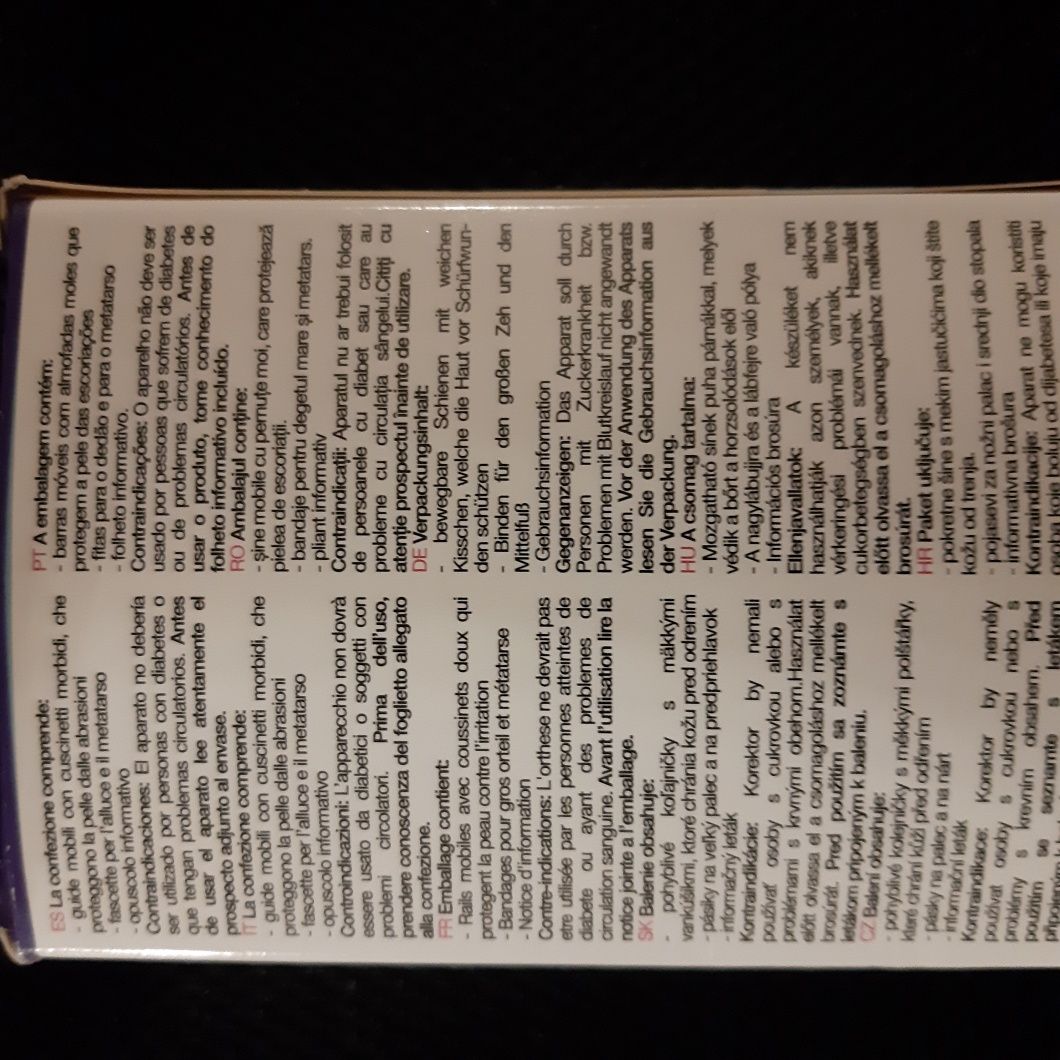 ES La confezione comprende:
- guide mobili con cuscinetti morbidi, che
proteggono la pelle dalle abrasioni
- fascette per l'alluce e il metatarso
- opuscolo informativo
Contraindicaciones: El aparato no debería
ser utilizado por personas con diabetes o
que tengan problemas circulatorios. Antes
de usar el aparato lee atentamente el
prospecto adjunto al envase.
IT La confezione comprende:
- guide mobili con cuscinetti morbidi, che
proteggono la pelle dalle abrasioni
- fascette per l'alluce e il metatarso
- opuscolo informativo
Controindicazioni: L'apparecchio non dovrà
essere usato da diabetici o soggetti con
problemi circolatori. Prima dell'uso,
prendere conoscenza del foglietto allegato
alla confezione.
FR Emballage contient:
- Rails mobiles avec coussinets doux qui
protegent la peau contre l'irritation
- Bandages pour gros orteil et métatarse
- Notice d'information
Contre-indications: L'orthese ne devrait pas
etre utilisée par les personnes atteintes de
diabete ou ayant des problemes de
circulation sanguine. Avant l'utilisation lire la
notice jointe a l'emballage.
SK Balenie obsahuje:
- pohyblivé koľajničky s mäkkými
vankúšikmi, ktoré chránia kožu pred odrením
- pásiky na veľký palec a na predpriehlavok
- informačný leták
Kontraindikácie: Korektor by nemali
používať osoby s cukrovkou alebo s
problémami s krvnými obehom.Használat
előtt olvassa el a csomagoláshoz mellékelt
brosúrát. Pred použitím sa zoznámte s
letákom pripojeným k baleniu.
CZ Balení obsahuje:
- pohyblivé kolejničky s měkkými polštářky,
které chrání kůži před odřením
- pásky na palec a na nárt
- informační leták
Kontraindikace: Korektor by neměly
používat osoby s cukrovkou nebo s
problémy s krevním obsahem. Před
použitím se seznamte s letákem
PT A embalagem contém:
- barras móveis com almofadas moles que
protegem a pele das escoriações
- fitas para o dedão e para o metatarso
- folheto informativo.
Contraindicações: O aparelho não deve ser
usado por pessoas que sofrem de diabetes
ou de problemas circulatórios. Antes de
usar o produto, tome conhecimento do
folheto informativo incluído.
RO Ambalajul conține:
- șine mobile cu pernuțe moi, care protejează
pielea de escoriații.
- bandaje pentru degetul mare și metatars.
- pliant informativ
Contraindicații: Aparatul nu ar trebui folosit
de persoanele cu diabet sau care au
probleme cu circulația sângelui.Citiți cu
atenție prospectul înainte de utilizare.
DE Verpackungsinhalt:
- bewegbare Schienen mit weichen
Kisschen, welche die Haut vor Schürfwun-
den schützen
- Binden für den großen Zeh und den
Mittelfuß
- Gebrauchsinformation
Gegenanzeigen: Das Apparat soll durch
Personen mit Zuckerkrankheit bzw.
Problemen mit Blutkreislauf nicht angewandt
werden. Vor der Anwendung des Apparats
lesen Sie die Gebrauchsinformation aus
der Verpackung.
HU A csomag tartalma:
- Mozgatható sínek puha párnákkal, melyek
védik a bőrt a horzsolódások elől
- A nagylábujjra és a lábfejre való pólya
- Információs brosúra
Ellenjavallatok: A készüléket nem
használhatják azon személyek, akiknek
vérkeringési problémái vannak, illetve
cukorbetegségben szenvednek. Használat
előtt olvassa el a csomagoláshoz mellékelt
brosúrát.
HR Paket uključuje:
- pokretne šine s mekim jastučićima koji štite
kožu od trenja.
- pojasevi za nožni palac i srednji dio stopala
- informativna brošura
Kontraindikacije: Aparat ne mogu koristiti
osobe koja boluju od dijabetesa ili koje imaju